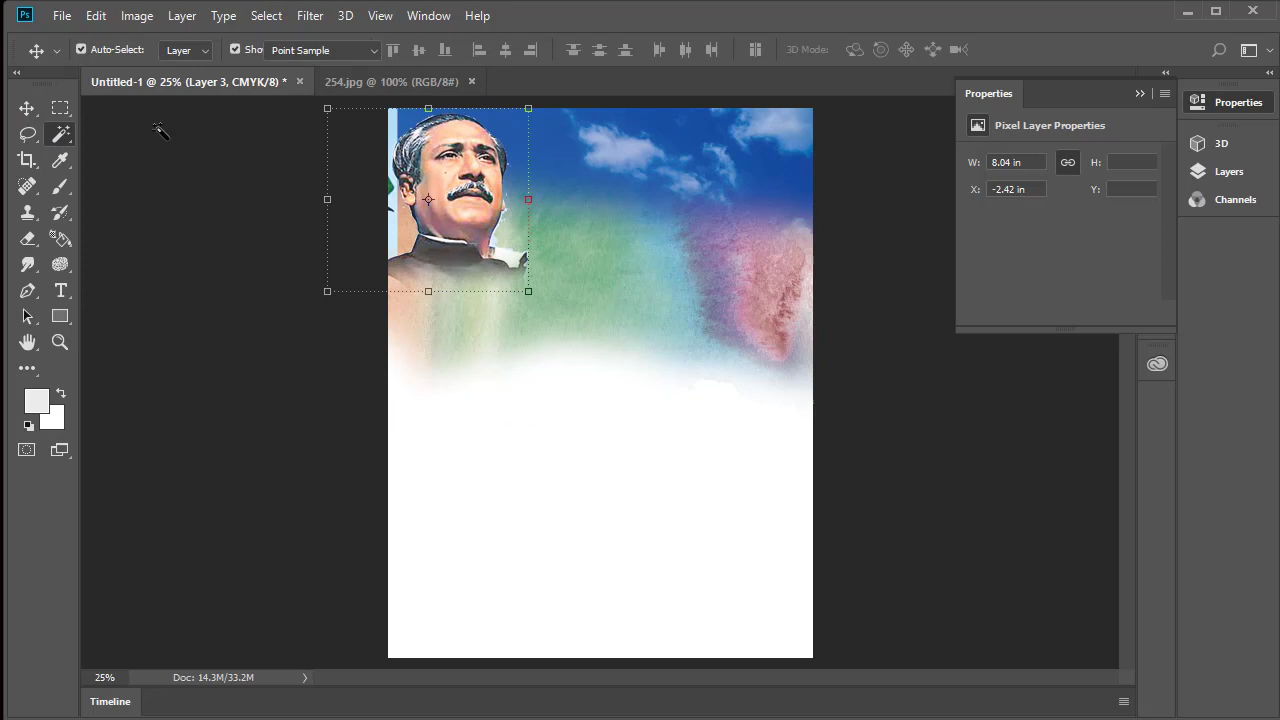 Ps File Edit Image Layer Type Select Filter 3D View Window Help
Auto-Select: Layer Sho Point Sample 3D Mode:
Untitled-1 @ 25% (Layer 3, CMYK/8) * × 254.jpg @ 100% (RGB/8#) ×
Properties
Properties
Pixel Layer Properties
3D
W: 8.04 in H:
Layers
X: -2.42 in Y:
Channels
25% Doc: 14.3M/33.2M
Timeline